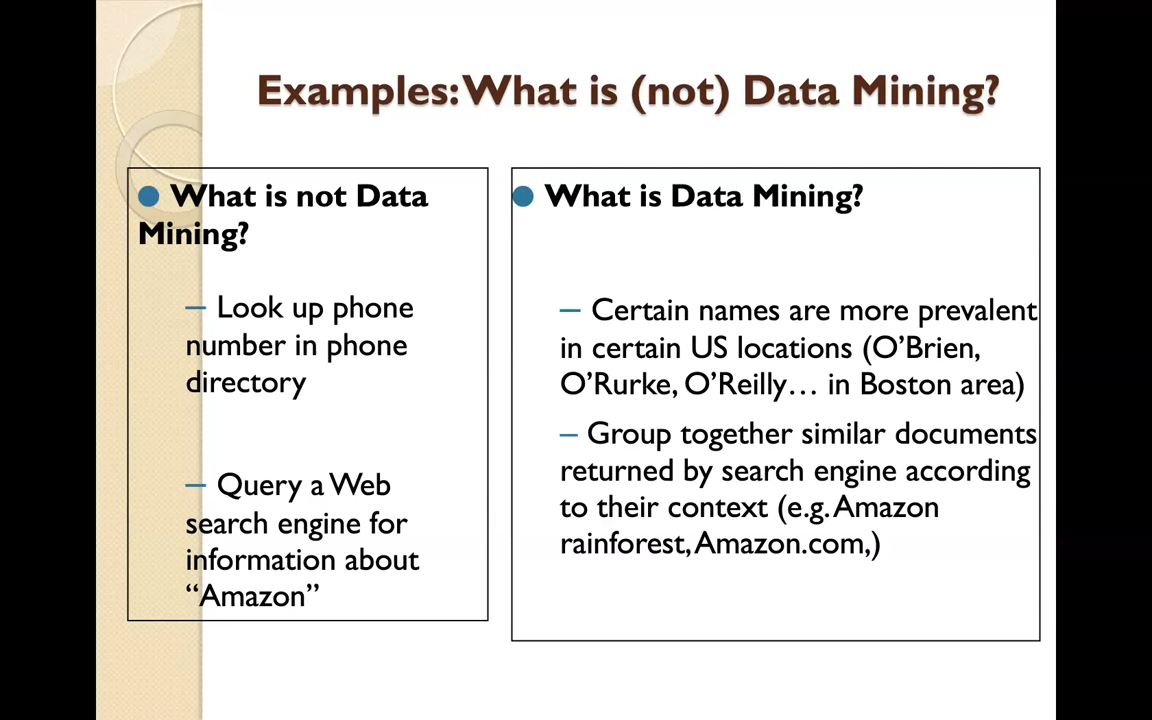 Examples: What is (not) Data Mining?
What is not Data
Mining?
– Look up phone
number in phone
directory
– Query a Web
search engine for
information about
“Amazon”
What is Data Mining?
– Certain names are more prevalent
in certain US locations (O’Brien,
O’Rurke, O’Reilly… in Boston area)
– Group together similar documents
returned by search engine according
to their context (e.g. Amazon
rainforest, Amazon.com,)